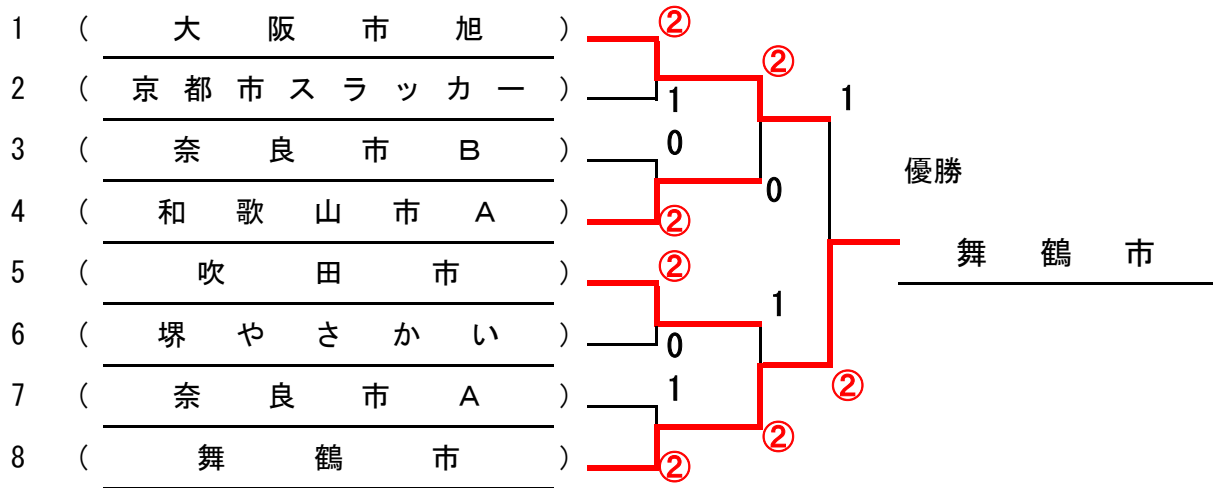 1 ( 大阪市旭 ) ②
②
2 ( 京都市スラッカー ) 1
1
3 ( 奈良市B ) 0
優勝
0
4 ( 和歌山市A ) ②
舞鶴市
5 ( 吹田市 ) ②
1
6 ( 堺やさかい ) 0
②
7 ( 奈良市A ) 1
②
8 ( 舞鶴市 ) ②